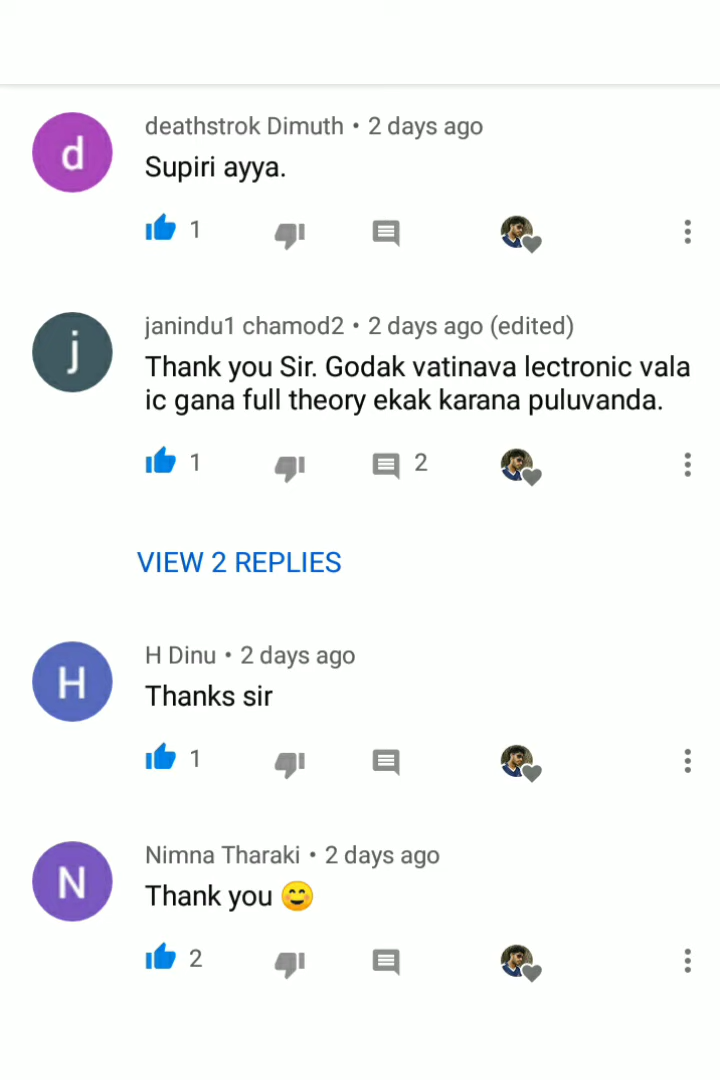 d
deathstrok Dimuth • 2 days ago
Supiri ayya.
1
j
janindu1 chamod2 • 2 days ago (edited)
Thank you Sir. Godak vatinava lectronic vala
ic gana full theory ekak karana puluvanda.
1 2
VIEW 2 REPLIES
H
H Dinu • 2 days ago
Thanks sir
1
N
Nimna Tharaki • 2 days ago
Thank you 😊
2